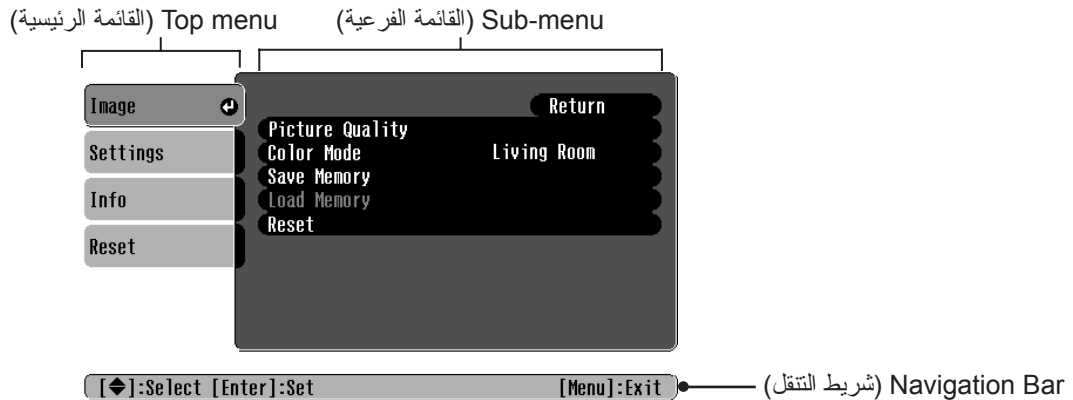 Top menu (القائمة الرئيسية)
Sub-menu (القائمة الفرعية)
Image
Settings
Info
Reset
Return
Picture Quality
Color Mode Living Room
Save Memory
Load Memory
Reset
[◆]:Select [Enter]:Set [Menu]:Exit
Navigation Bar (شريط التنقل)